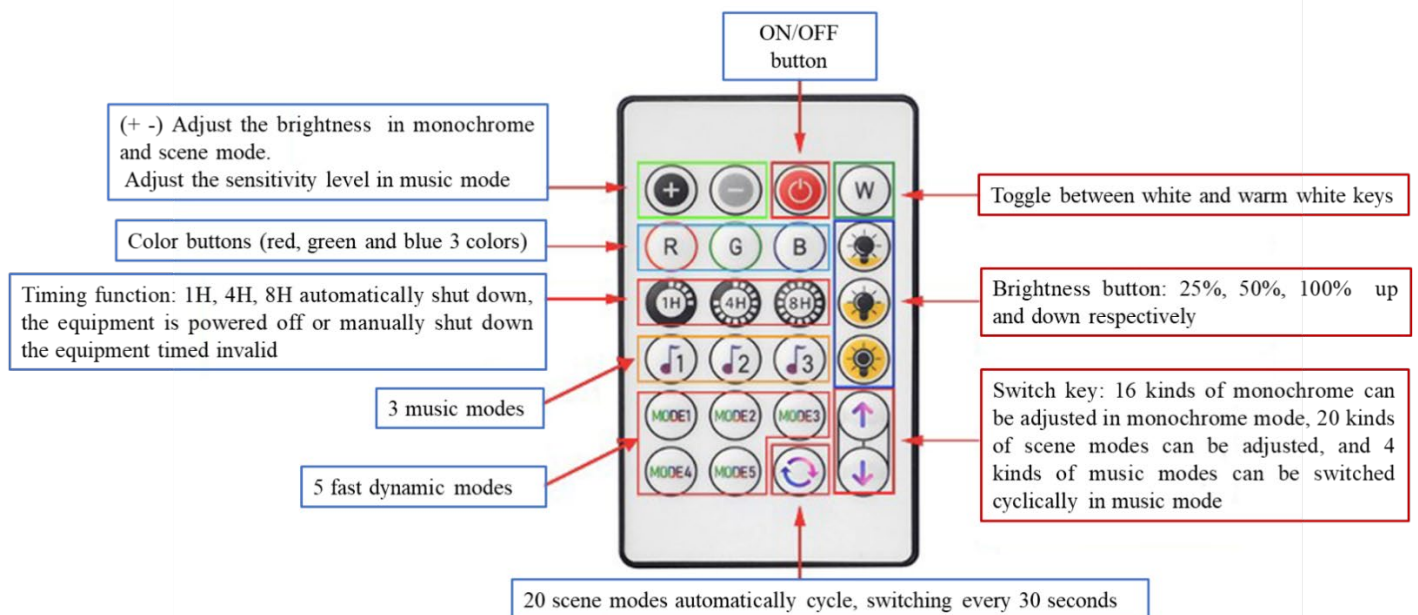 ON/OFF
button
(+ -) Adjust the brightness in monochrome
and scene mode.
Adjust the sensitivity level in music mode
Color buttons (red, green and blue 3 colors)
Timing function: 1H, 4H, 8H automatically shut down,
the equipment is powered off or manually shut down
the equipment timed invalid
3 music modes
5 fast dynamic modes
+ − W
R G B
1H 4H 8H
1 2 3
MODE1 MODE2 MODE3
MODE4 MODE5
Toggle between white and warm white keys
Brightness button: 25%, 50%, 100% up
and down respectively
Switch key: 16 kinds of monochrome can
be adjusted in monochrome mode, 20 kinds
of scene modes can be adjusted, and 4
kinds of music modes can be switched
cyclically in music mode
20 scene modes automatically cycle, switching every 30 seconds